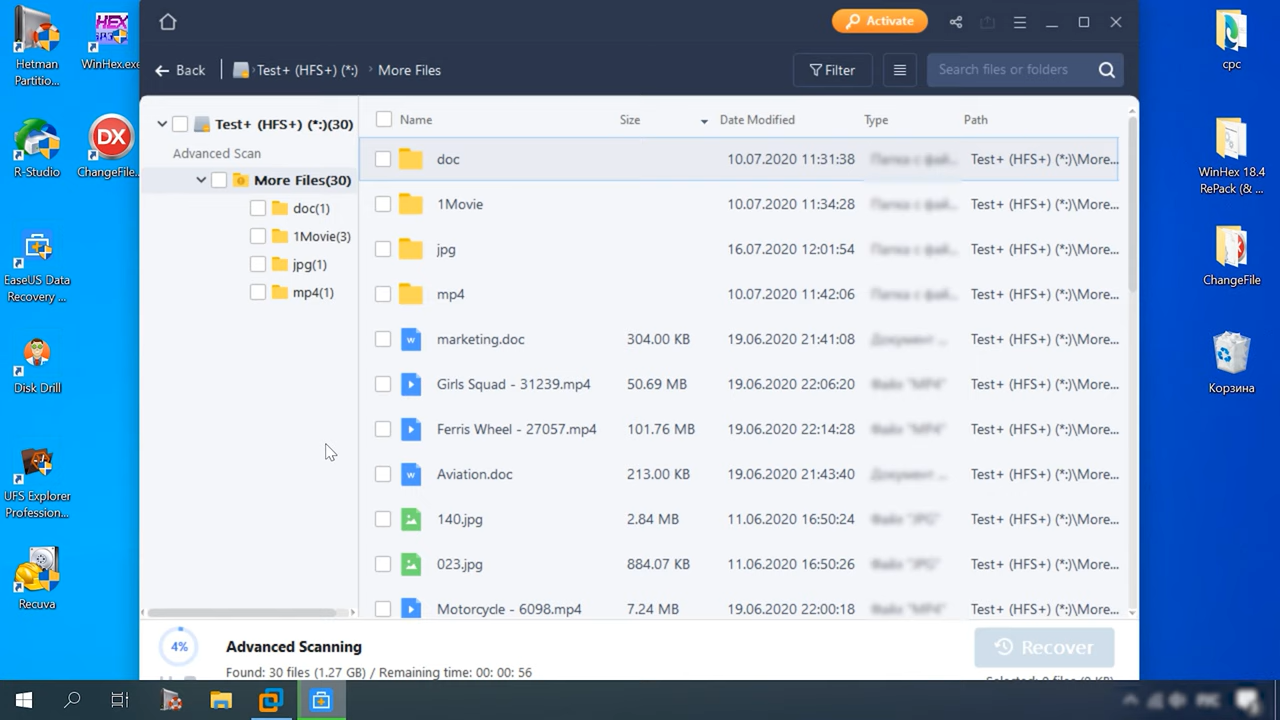 Activate
Back
Test+ (HFS+) (*:)
More Files
Filter
Search files or folders
Hetman
Partitio...
WinHex.exe
R-Studio
ChangeFile...
EaseUS Data
Recovery ...
Disk Drill
UFS Explorer
Profession...
Recuva
Test+ (HFS+) (*:)(30)
Advanced Scan
More Files(30)
doc(1)
1Movie(3)
jpg(1)
mp4(1)
Name Size Date Modified Type Path
doc 10.07.2020 11:31:38 Test+ (HFS+) (*:)\More...
1Movie 10.07.2020 11:34:28 Test+ (HFS+) (*:)\More...
jpg 16.07.2020 12:01:54 Test+ (HFS+) (*:)\More...
mp4 10.07.2020 11:42:06 Test+ (HFS+) (*:)\More...
marketing.doc 304.00 KB 19.06.2020 21:41:08 Test+ (HFS+) (*:)\More...
Girls Squad - 31239.mp4 50.69 MB 19.06.2020 22:06:20 Test+ (HFS+) (*:)\More...
Ferris Wheel - 27057.mp4 101.76 MB 19.06.2020 22:14:28 Test+ (HFS+) (*:)\More...
Aviation.doc 213.00 KB 19.06.2020 21:43:40 Test+ (HFS+) (*:)\More...
140.jpg 2.84 MB 11.06.2020 16:50:24 Test+ (HFS+) (*:)\More...
023.jpg 884.07 KB 11.06.2020 16:50:26 Test+ (HFS+) (*:)\More...
Motorcycle - 6098.mp4 7.24 MB 19.06.2020 22:00:18 Test+ (HFS+) (*:)\More...
4%
Advanced Scanning
Found: 30 files (1.27 GB) / Remaining time: 00: 00: 56
Recover
cpc
WinHex 18.4
RePack (& ...
ChangeFile
Корзина